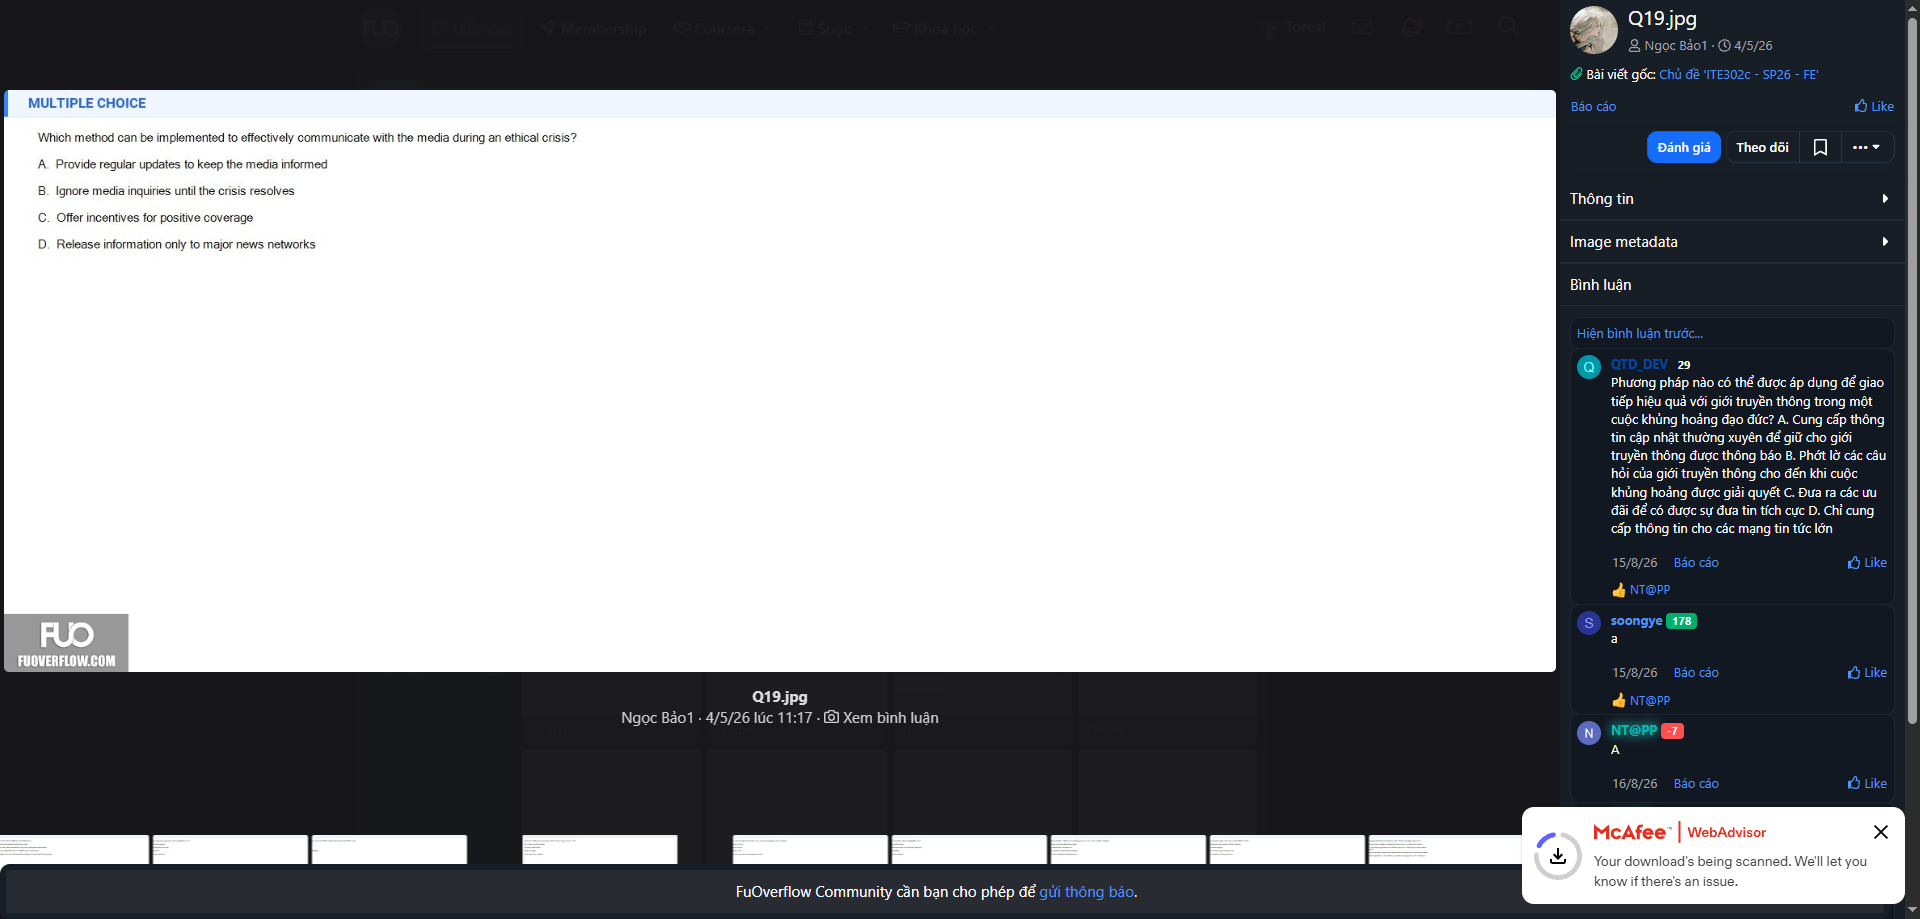 FUO
Membership
Coursera
Khoá học
Torest
MULTIPLE CHOICE
Which method can be implemented to effectively communicate with the media during an ethical crisis?
A. Provide regular updates to keep the media informed
B. Ignore media inquiries until the crisis resolves
C. Offer incentives for positive coverage
D. Release information only to major news networks
FUO
FUOVERFLOW.COM
Q19.jpg
Ngọc Bảo1 · 4/5/26 lúc 11:17 · Xem bình luận
Q19.jpg
Ngọc Bảo1 · 4/5/26
Bài viết gốc: Chủ đề 'ITE302c - SP26 - FE'
Báo cáo
Like
Đánh giá
Theo dõi
Thông tin
Image metadata
Bình luận
Hiện bình luận trước...
Q
QTD_DEV 29
Phương pháp nào có thể được áp dụng để giao
tiếp hiệu quả với giới truyền thông trong một
cuộc khủng hoảng đạo đức? A. Cung cấp thông
tin cập nhật thường xuyên để giữ cho giới
truyền thông được thông báo B. Phớt lờ các câu
hỏi của giới truyền thông cho đến khi cuộc
khủng hoảng được giải quyết C. Đưa ra các ưu
đãi để có được sự đưa tin tích cực D. Chỉ cung
cấp thông tin cho các mạng tin tức lớn
15/8/26 Báo cáo
Like
NT@PP
S
soongye 178
a
15/8/26 Báo cáo
Like
NT@PP
N
NT@PP -7
A
16/8/26 Báo cáo
Like
McAfee™ | WebAdvisor
Your download's being scanned. We'll let you
know if there's an issue.
FuOverflow Community cần bạn cho phép để gửi thông báo.